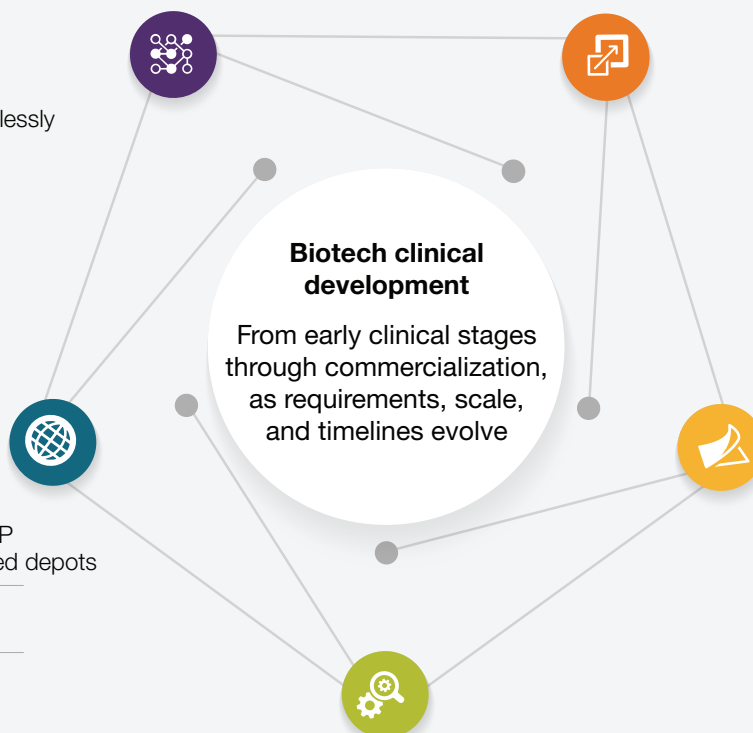 lessly
Biotech clinical
development
From early clinical stages
through commercialization,
as requirements, scale,
and timelines evolve
P
ed depots